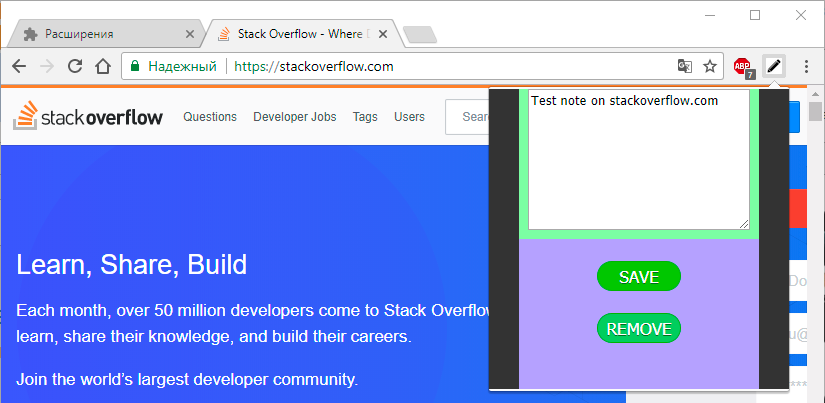 Расширения
Stack Overflow - Where D
Надежный
https://stackoverflow.com
ABP
7
stackoverflow
Questions
Developer Jobs
Tags
Users
Search
Test note on stackoverflow.com
Learn, Share, Build
Each month, over 50 million developers come to Stack Overflow
learn, share their knowledge, and build their careers.
Join the world’s largest developer community.
SAVE
REMOVE
Do
u@
****